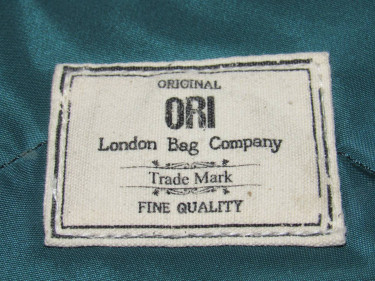 ORIGINAL
ORI
London Bag Company
Trade Mark
FINE QUALITY